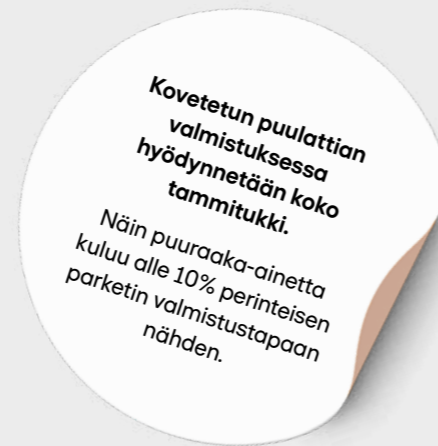 Kovetetun puulattian
valmistuksessa
hyödynnetään koko
tammitukki.
Näin puuraaka-ainetta
kuluu alle 10% perinteisen
parketin valmistustapaan
nähden.